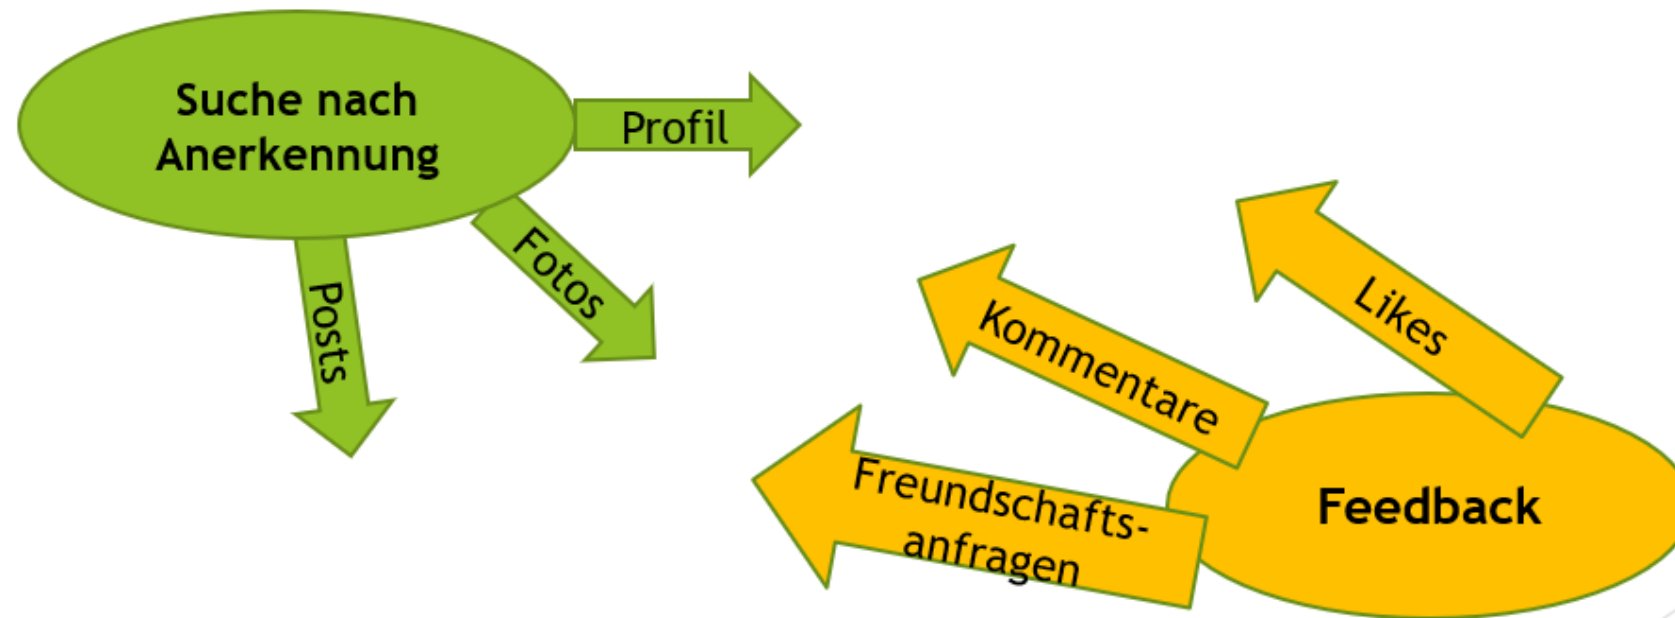 Suche nach
Anerkennung
Profil
Fotos
Posts
Likes
Kommentare
Freundschafts-
anfragen
Feedback